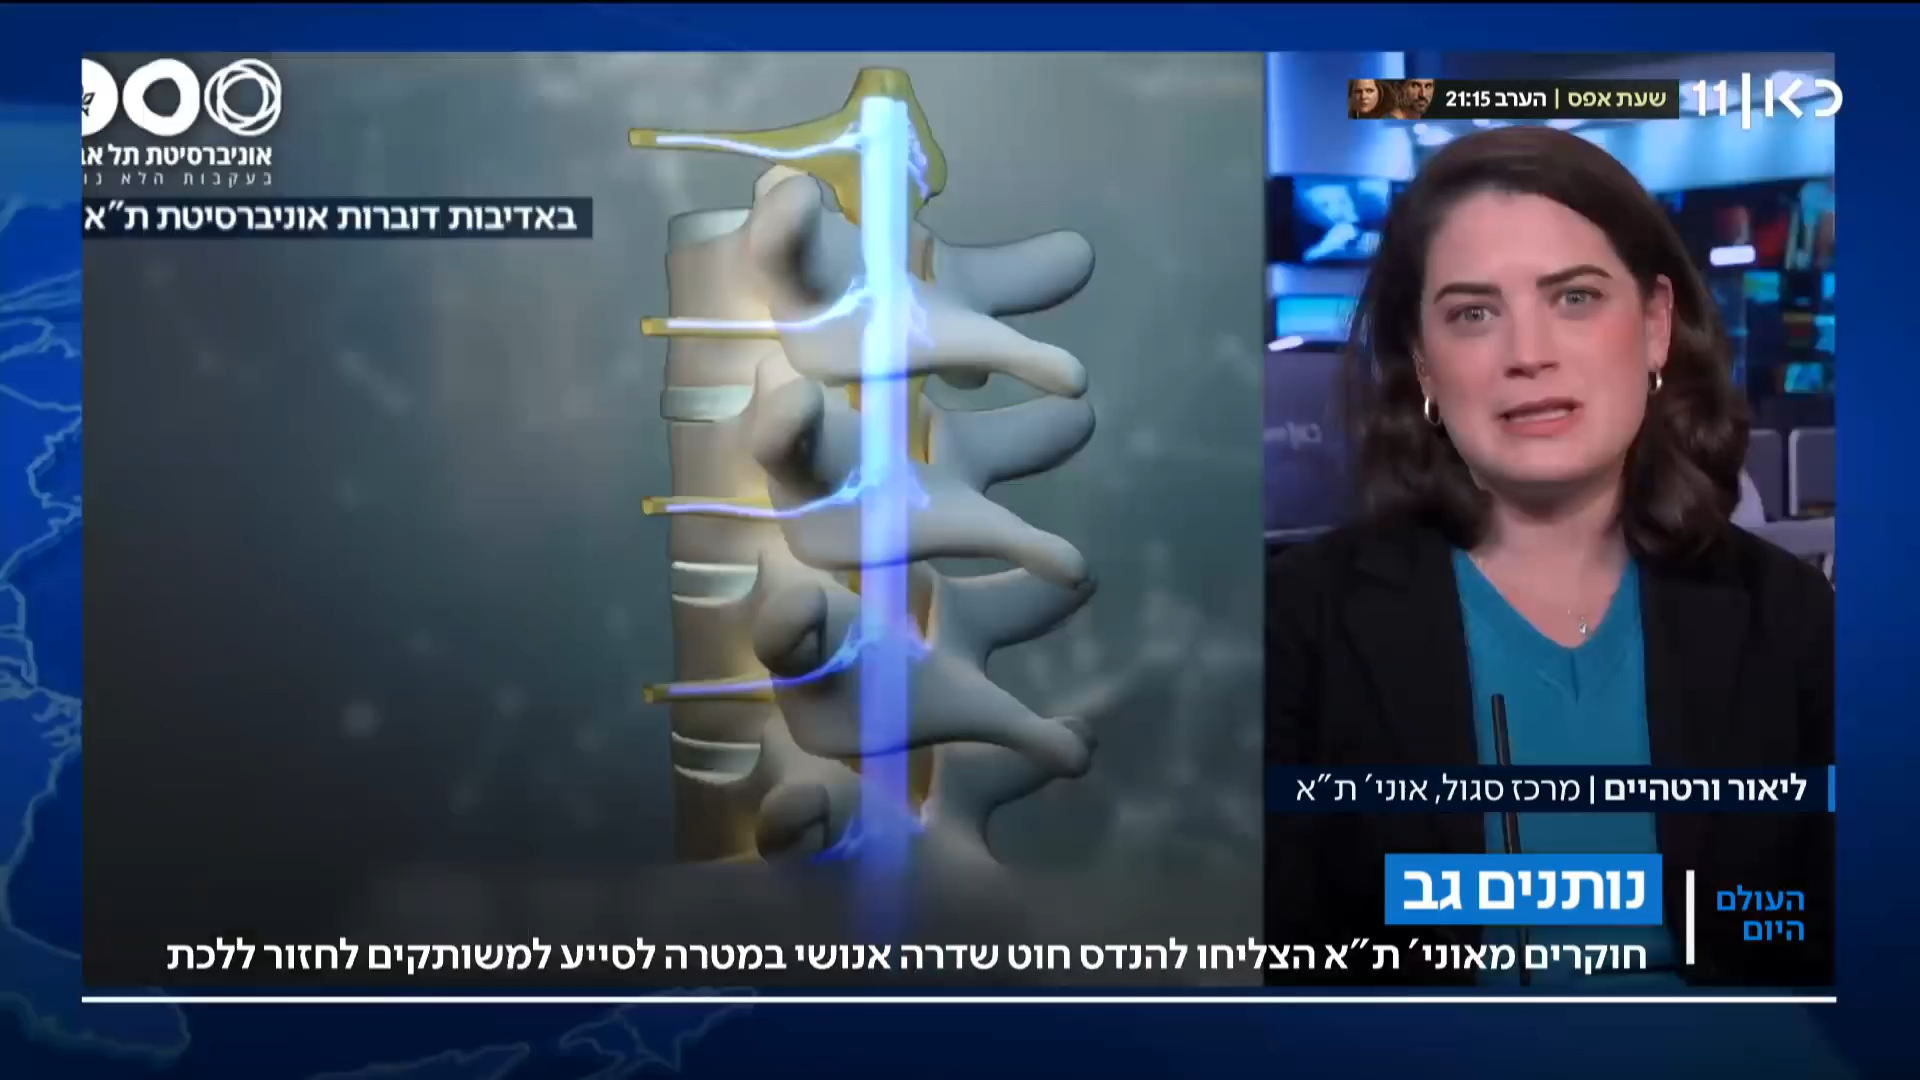 כאן | 11
שעת אפס | הערב 21:15
אוניברסיטת תל אב
בעקבות הלא נו
באדיבות דוברות אוניברסיטת ת״א
ליאור ורטהיים | מרכז סגול, אוני׳ ת״א
נותנים גב
העולם
היום
חוקרים מאוני׳ ת״א הצליחו להנדס חוט שדרה אנושי במטרה לסייע למשותקים לחזור ללכת